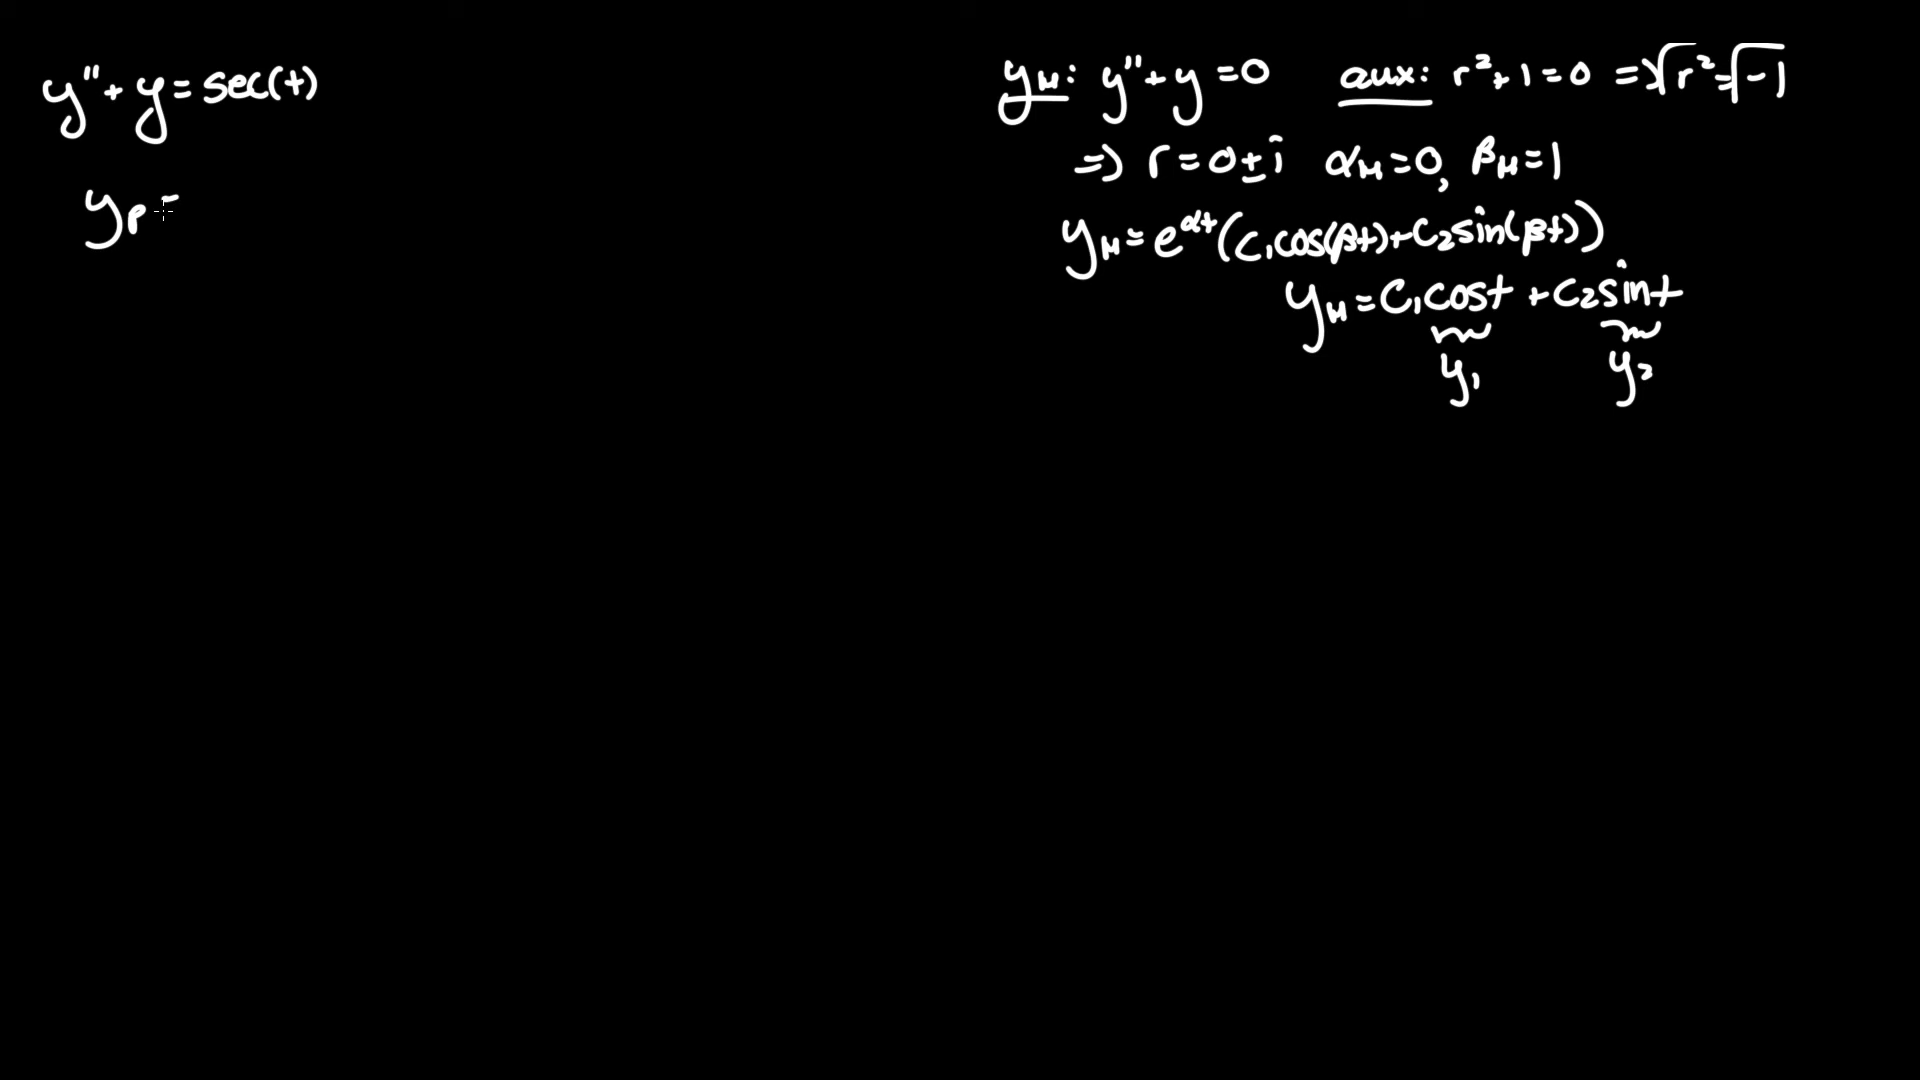 y'' + y = sec(t)
yp -
yH: y'' + y = 0 aux: r² + 1 = 0 => √r² = √-1
=> r = 0 ± i αH = 0, βH = 1
yH = e^αt (C₁cos(βt) + C₂sin(βt))
yH = C₁cost + C₂sint
y₁ y₂